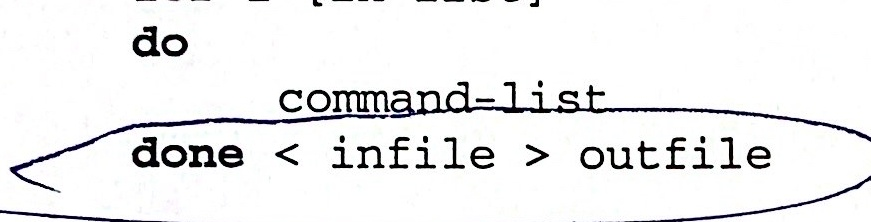 do
command-list
done < infile > outfile